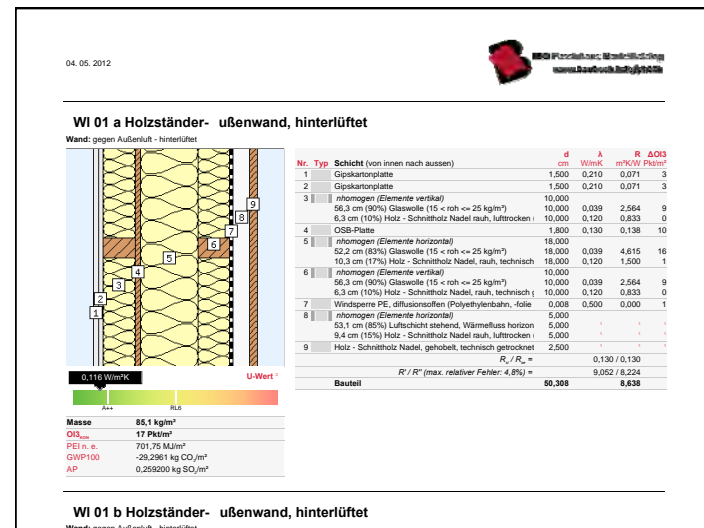 04. 05. 2012
WI 01 a Holzständer- ußenwand, hinterlüftet
Wand: gegen Außenluft - hinterlüftet
Nr. Typ Schicht (von innen nach aussen) d cm λ W/mK R m²K/W ΔOI3 Pkt/m²
1 Gipskartonplatte 1,500 0,210 0,071 3
2 Gipskartonplatte 1,500 0,210 0,071 3
3 nhomogen (Elemente vertikal) 10,000
56,3 cm (90%) Glaswolle (15 < roh <= 25 kg/m³) 10,000 0,039 2,564 9
6,3 cm (10%) Holz - Schnittholz Nadel rauh, lufttrocken 10,000 0,120 0,833 0
4 OSB-Platte 1,800 0,130 0,138 10
5 nhomogen (Elemente horizontal) 18,000
52,2 cm (83%) Glaswolle (15 < roh <= 25 kg/m³) 18,000 0,039 4,615 16
10,3 cm (17%) Holz - Schnittholz Nadel, rauh, technisch 18,000 0,120 1,500 1
6 nhomogen (Elemente vertikal) 10,000
56,3 cm (90%) Glaswolle (15 < roh <= 25 kg/m³) 10,000 0,039 2,564 9
6,3 cm (10%) Holz - Schnittholz Nadel rauh, technisch g 10,000 0,120 0,833 0
7 Windsperre PE, diffusionsoffen (Polyethylenbahn, -folie 0,008 0,500 0,000 1
8 nhomogen (Elemente horizontal) 5,000
53,1 cm (85%) Luftschicht stehend, Wärmefluss horizon 5,000
9,4 cm (15%) Holz - Schnittholz Nadel rauh, lufttrocken 5,000
9 Holz - Schnittholz Nadel, gehobelt, technisch getrocknet 2,500
0,130 / 0,130
R' / R'' (max. relativer Fehler: 4,8%) = 9,052 / 8,224
Bauteil 50,308 8,638
1
2
3
4
5
6
7
8
9
0,116 W/m²K
U-Wert
A++ RL6
Masse 85,1 kg/m²
OI3KON 17 Pkt/m²
PEI n. e. 701,75 MJ/m²
GWP100 -29,2961 kg CO₂/m²
AP 0,259200 kg SO₂/m²
WI 01 b Holzständer- ußenwand, hinterlüftet
Wand: gegen Außenluft - hinterlüftet